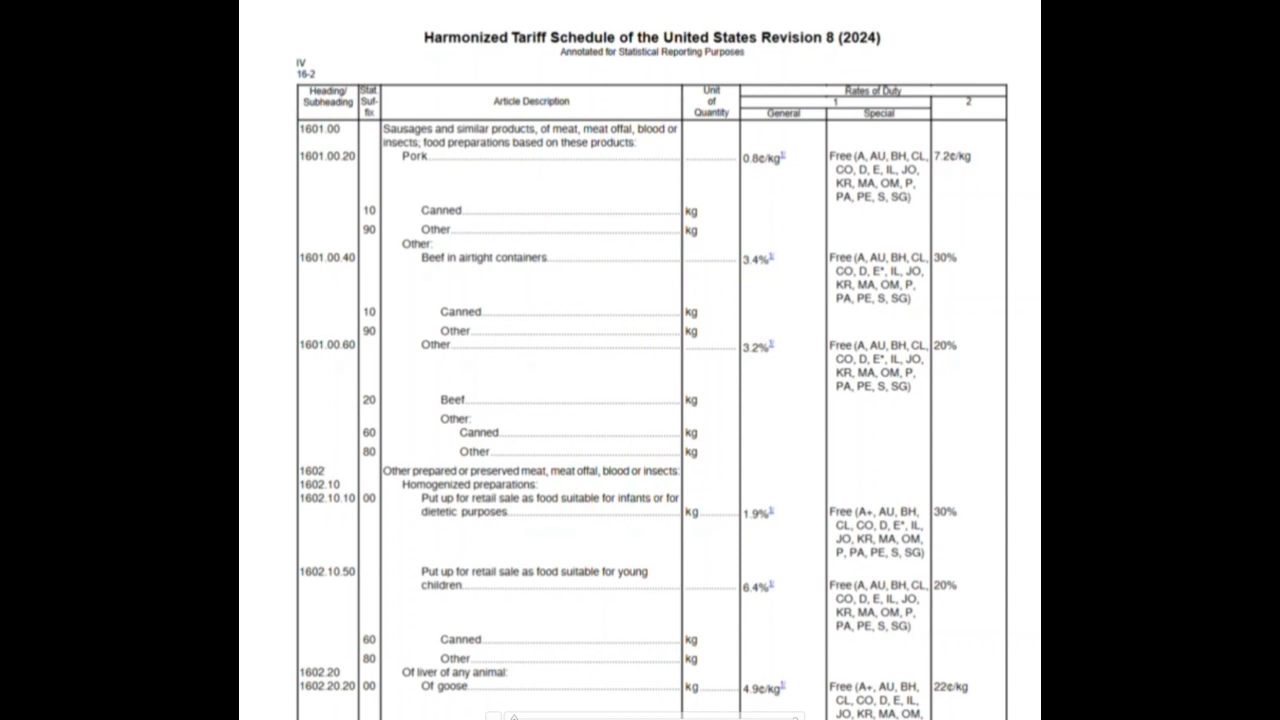 Harmonized Tariff Schedule of the United States Revision 8 (2024)
Annotated for Statistical Reporting Purposes
IV
16-2
Heading/ Subheading Stat. Suf- fix Article Description Unit of Quantity Rates of Duty
1 2
General Special
1601.00 Sausages and similar products, of meat, meat offal, blood or
insects; food preparations based on these products:
1601.00.20 Pork 0.8¢/kg1/ Free (A, AU, BH, CL, 7.2¢/kg
CO, D, E, IL, JO,
KR, MA, OM, P,
PA, PE, S, SG)
10 Canned kg
90 Other kg
Other:
1601.00.40 Beef in airtight containers 3.4%1/ Free (A, AU, BH, CL, 30%
CO, D, E*, IL, JO,
KR, MA, OM, P,
PA, PE, S, SG)
10 Canned kg
90 Other kg
1601.00.60 Other 3.2%1/ Free (A, AU, BH, CL, 20%
CO, D, E*, IL, JO,
KR, MA, OM, P,
PA, PE, S, SG)
20 Beef kg
Other:
60 Canned kg
80 Other kg
1602 Other prepared or preserved meat, meat offal, blood or insects:
1602.10 Homogenized preparations:
1602.10.10 00 Put up for retail sale as food suitable for infants or for
dietetic purposes kg 1.9%1/ Free (A+, AU, BH, 30%
CL, CO, D, E*, IL,
JO, KR, MA, OM,
P, PA, PE, S, SG)
1602.10.50 Put up for retail sale as food suitable for young
children 6.4%1/ Free (A, AU, BH, CL, 20%
CO, D, E, IL, JO,
KR, MA, OM, P,
PA, PE, S, SG)
60 Canned kg
80 Other kg
1602.20 Of liver of any animal:
1602.20.20 00 Of goose kg 4.9¢/kg1/ Free (A+, AU, BH, 22¢/kg
CL, CO, D, E, IL,
JO, KR, MA, OM,